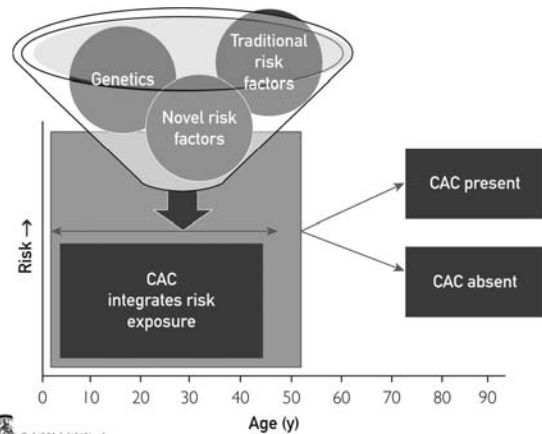 Traditional
risk
factors
Genetics
Novel risk
factors
CAC present
CAC
integrates risk
exposure
CAC absent
Risk →
0 10 20 30 40 50 60 70 80 90
Age (y)